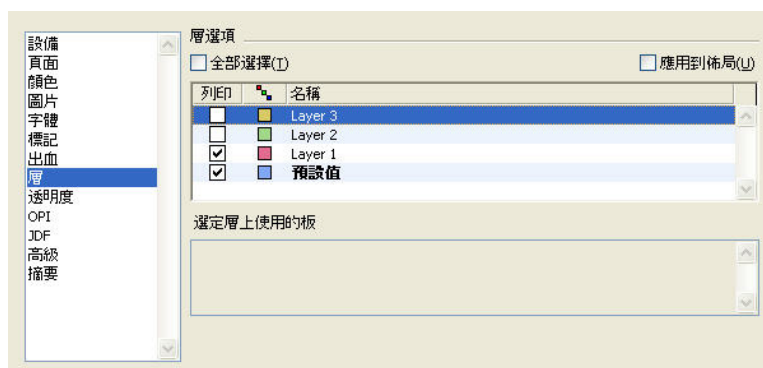 設備
頁面
顏色
圖片
字體
標記
出血
層
透明度
OPI
JDF
高級
摘要
層選項
全部選擇(T)
應用到佈局(U)
列印 名稱
Layer 3
Layer 2
Layer 1
預設值
選定層上使用的板